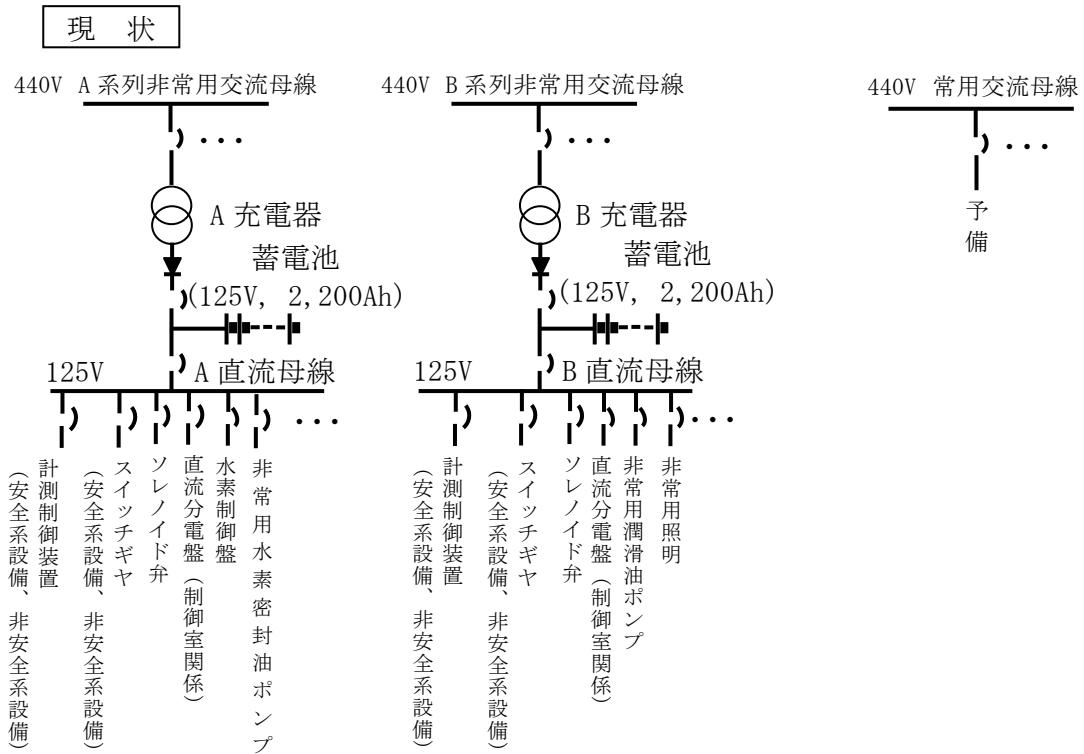 現 状
440V A系列非常用交流母線
・・・
A 充電器
蓄電池
(125V, 2,200Ah)
125V
A 直流母線
・・・
計測制御装置
(安全系設備、非安全系設備)
スイッチギヤ
(安全系設備、非安全系設備)
ソレノイド弁
直流分電盤(制御室関係)
水素制御盤
非常用水素密封油ポンプ
440V B系列非常用交流母線
・・・
B 充電器
蓄電池
(125V, 2,200Ah)
125V
B 直流母線
・・・
計測制御装置
(安全系設備、非安全系設備)
スイッチギヤ
(安全系設備、非安全系設備)
ソレノイド弁
直流分電盤(制御室関係)
非常用潤滑油ポンプ
非常用照明
440V 常用交流母線
・・・
予備